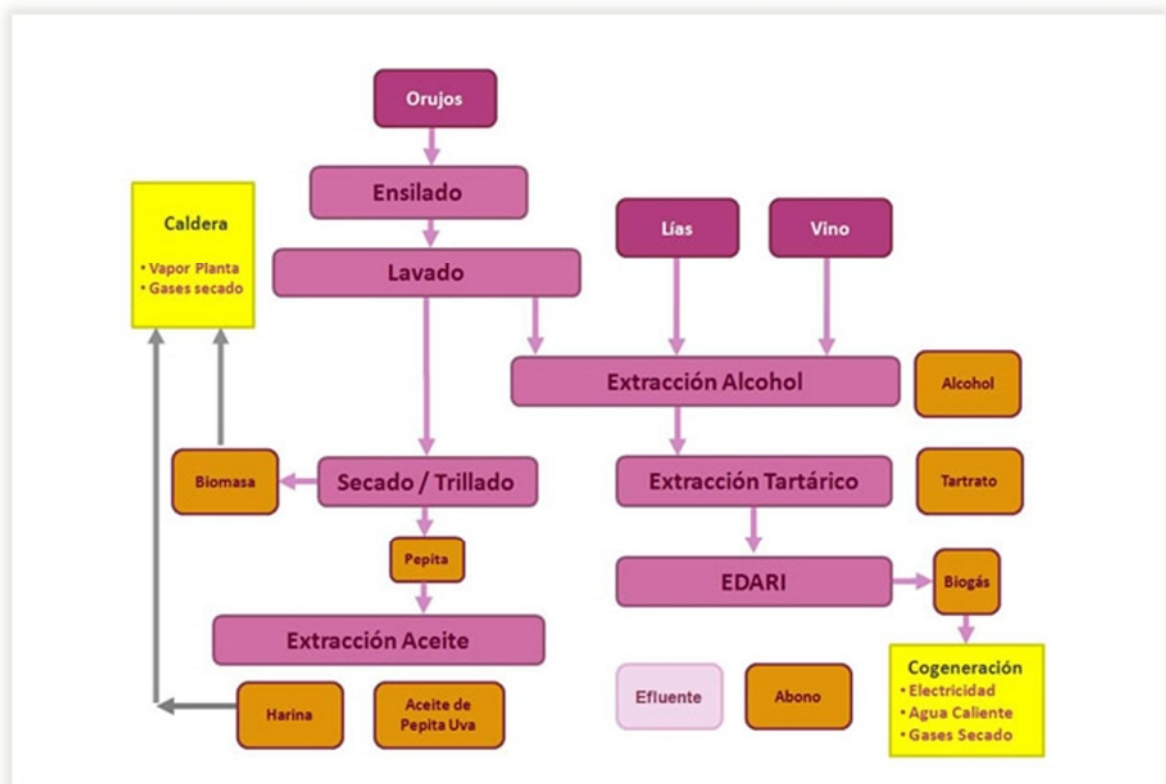 Orujos
Ensilado
Caldera
• Vapor Planta
• Gases secado
Lías
Vino
Lavado
Extracción Alcohol
Alcohol
Biomasa
Secado / Trillado
Extracción Tartárico
Tartrato
Pepita
EDARI
Biogás
Extracción Aceite
Cogeneración
• Electricidad
• Agua Caliente
• Gases Secado
Efluente
Abono
Harina
Aceite de
Pepita Uva